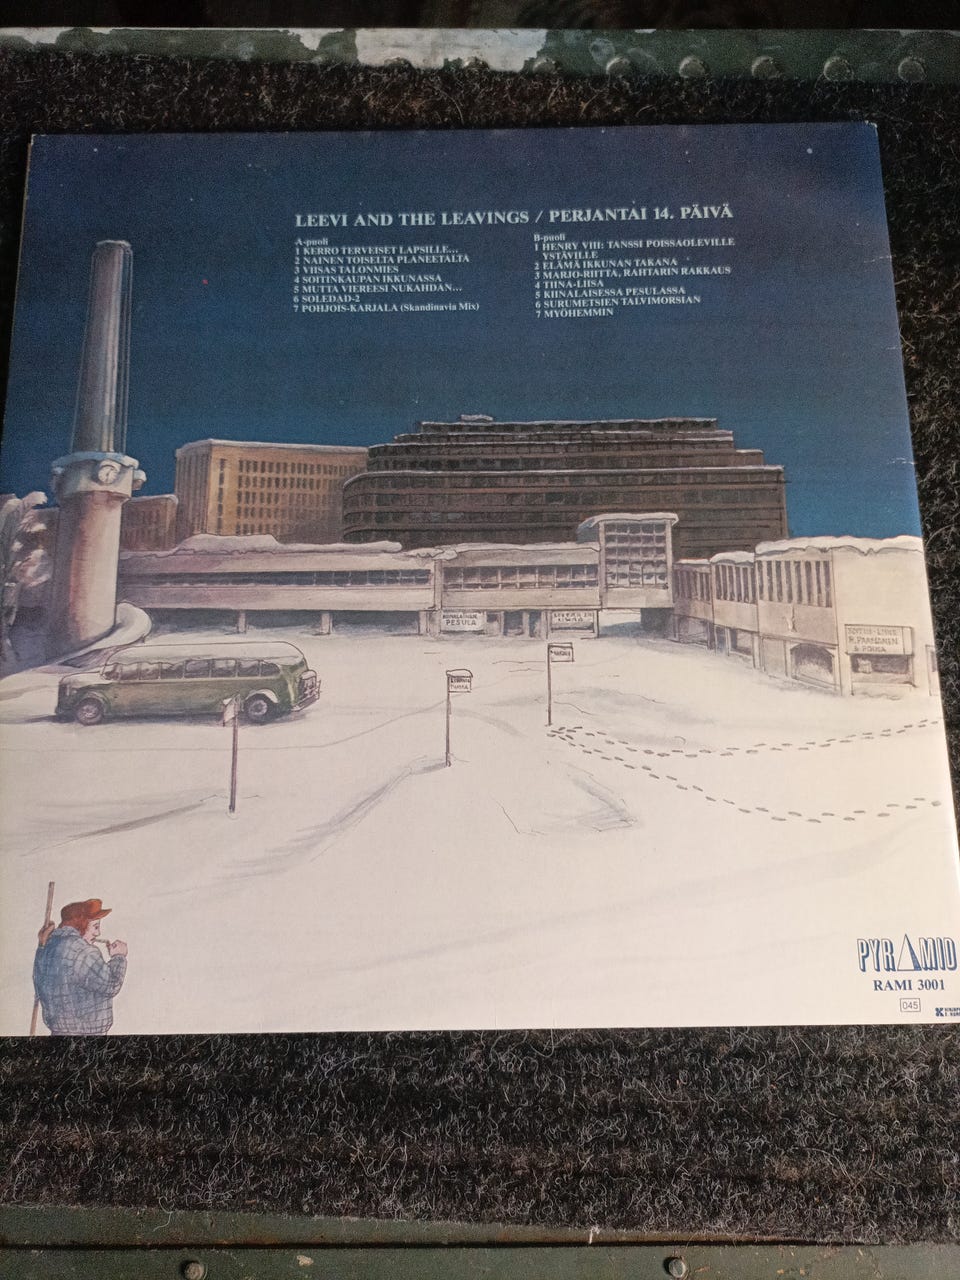 LEEVI AND THE LEAVINGS / PERJANTAI 14. PÄIVÄ
A-puoli
1 KERRO TERVEISET LAPSILLE...
2 NAINEN TOISELTA PLANEETALTA
3 VIISAS TALONMIES
4 SOITINKAUPAN IKKUNASSA
5 MUTTA VIEREESI NUKAHDAN...
6 SOLEDAD-2
7 POHJOIS-KARJALA (Skandinavia Mix)
B-puoli
1 HENRY VIII: TANSSI POISSAOLEVILLE
YSTÄVILLE
2 ELÄMÄ IKKUNAN TAKANA
3 MARJO-RIITTA, RAHTARIN RAKKAUS
4 TIINA-LIISA
5 KIINALAISESSA PESULASSA
6 SURUMETSIEN TALVIMORSIAN
7 MYÖHEMMIN
KIINALAINEN
PESULA
& POIKA
PYRAMID
RAMI 3001
045